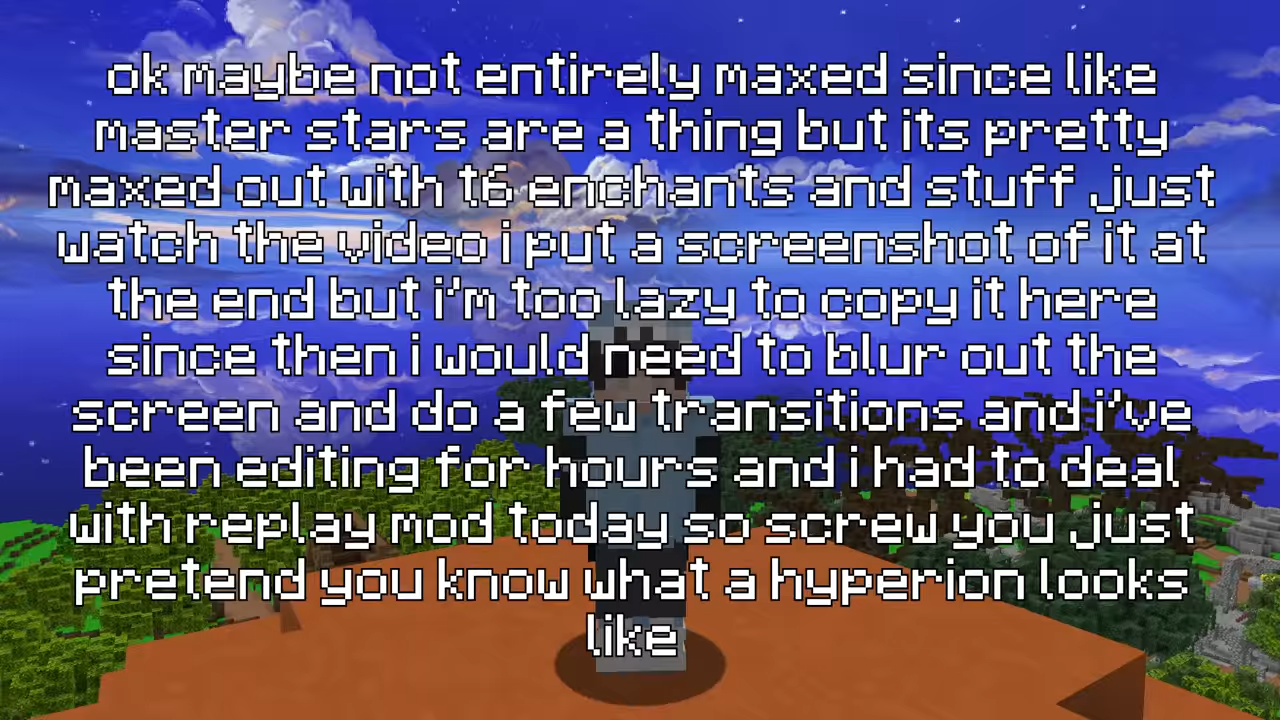 ok maybe not entirely maxed since like
master stars are a thing but its pretty
maxed out with t6 enchants and stuff just
watch the video i put a screenshot of it at
the end but i'm too lazy to copy it here
since then i would need to blur out the
screen and do a few transitions and i've
been editing for hours and i had to deal
with replay mod today so screw you just
pretend you know what a hyperion looks
like